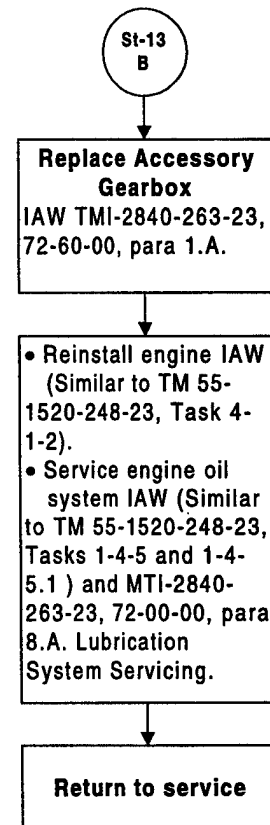 St-13
B
Replace Accessory
Gearbox
IAW TMI-2840-263-23,
72-60-00, para 1.A.
• Reinstall engine IAW
(Similar to TM 55-
1520-248-23, Task 4-
1-2).
• Service engine oil
system IAW (Similar
to TM 55-1520-248-23,
Tasks 1-4-5 and 1-4-
5.1 ) and MTI-2840-
263-23, 72-00-00, para
8.A. Lubrication
System Servicing.
Return to service